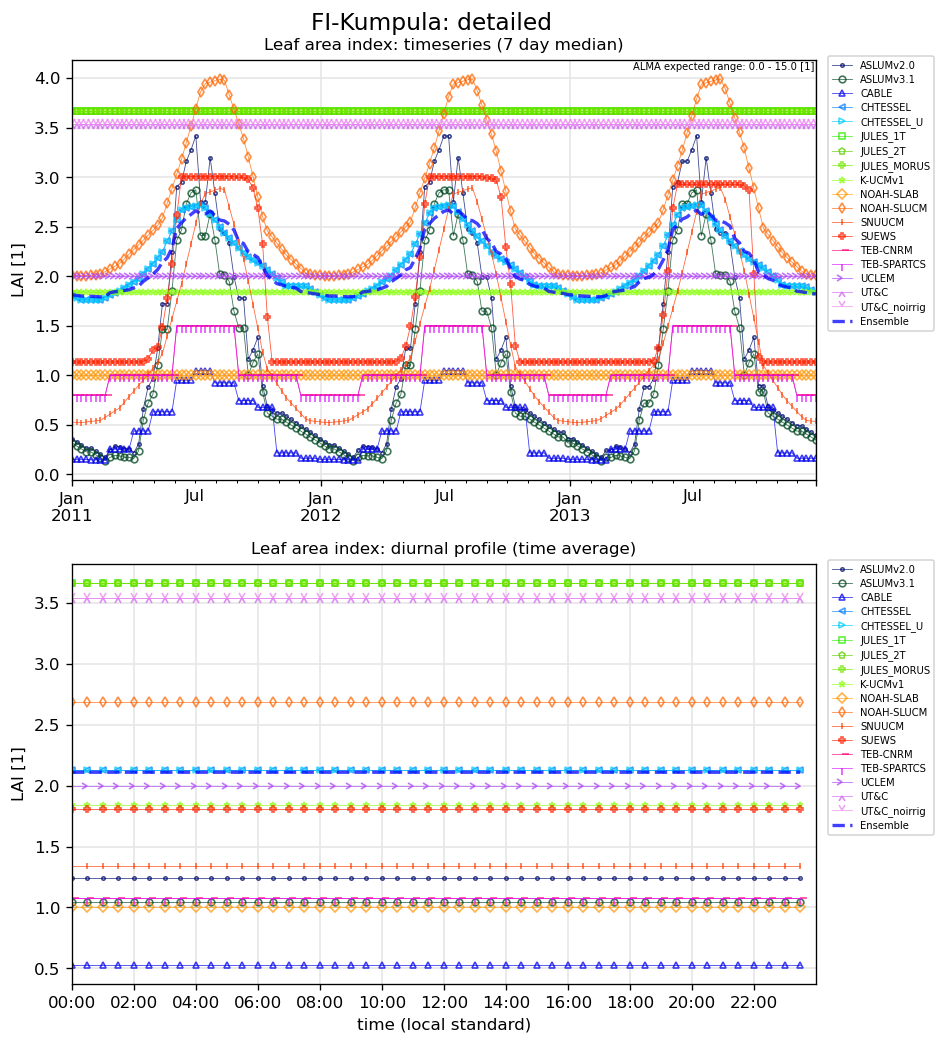 FI-Kumpula: detailed
Leaf area index: timeseries (7 day median)
ALMA expected range: 0.0 - 15.0 [1]
LAI [1]
4.0
3.5
3.0
2.5
2.0
1.5
1.0
0.5
0.0
Jan
2011
Jul
Jan
2012
Jul
Jan
2013
Jul
ASLUMv2.0
ASLUMv3.1
CABLE
CHTESSEL
CHTESSEL_U
JULES_1T
JULES_2T
JULES_MORUS
K-UCMv1
NOAH-SLAB
NOAH-SLUCM
SNUUCM
SUEWS
TEB-CNRM
TEB-SPARTCS
UCLEM
UT&C
UT&C_noirrig
Ensemble
Leaf area index: diurnal profile (time average)
LAI [1]
3.5
3.0
2.5
2.0
1.5
1.0
0.5
00:00 02:00 04:00 06:00 08:00 10:00 12:00 14:00 16:00 18:00 20:00 22:00
time (local standard)
ASLUMv2.0
ASLUMv3.1
CABLE
CHTESSEL
CHTESSEL_U
JULES_1T
JULES_2T
JULES_MORUS
K-UCMv1
NOAH-SLAB
NOAH-SLUCM
SNUUCM
SUEWS
TEB-CNRM
TEB-SPARTCS
UCLEM
UT&C
UT&C_noirrig
Ensemble